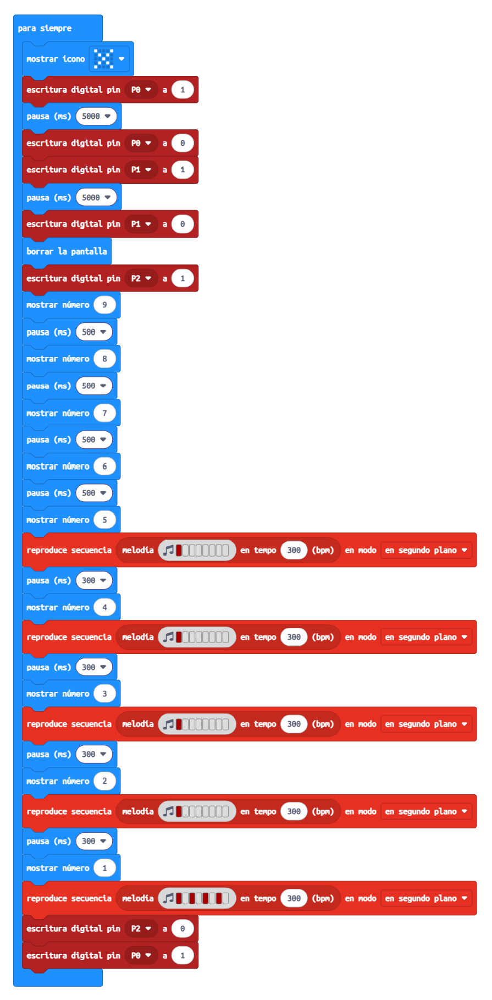 para siempre
mostrar icono
escritura digital pin P0 a 1
pausa (ms) 5000
escritura digital pin P0 a 0
escritura digital pin P1 a 1
pausa (ms) 5000
escritura digital pin P1 a 0
borrar la pantalla
escritura digital pin P2 a 1
mostrar número 9
pausa (ms) 500
mostrar número 8
pausa (ms) 500
mostrar número 7
pausa (ms) 500
mostrar número 6
pausa (ms) 500
mostrar número 5
reproduce secuencia melodía en tempo 300 (bpm) en modo en segundo plano
pausa (ms) 300
mostrar número 4
reproduce secuencia melodía en tempo 300 (bpm) en modo en segundo plano
pausa (ms) 300
mostrar número 3
reproduce secuencia melodía en tempo 300 (bpm) en modo en segundo plano
pausa (ms) 300
mostrar número 2
reproduce secuencia melodía en tempo 300 (bpm) en modo en segundo plano
pausa (ms) 300
mostrar número 1
reproduce secuencia melodía en tempo 300 (bpm) en modo en segundo plano
escritura digital pin P2 a 0
escritura digital pin P0 a 1